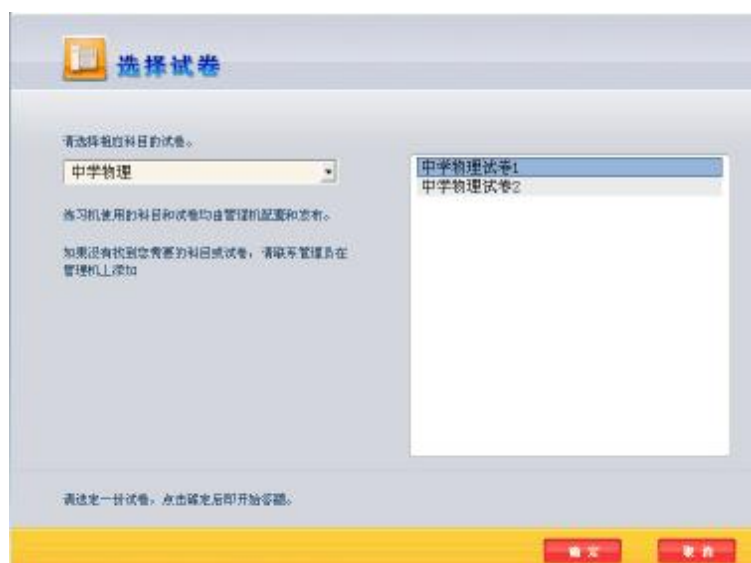 选择试卷
请选择相应科目的试卷。
中学物理
中学物理试卷1
中学物理试卷2
练习机使用的科目和试卷均由管理机配置和发布。
如果没有找到您需要的科目或试卷，请联系管理员在
管理机上添加
请选定一份试卷，点击确定后即开始答题。
确 定
取 消